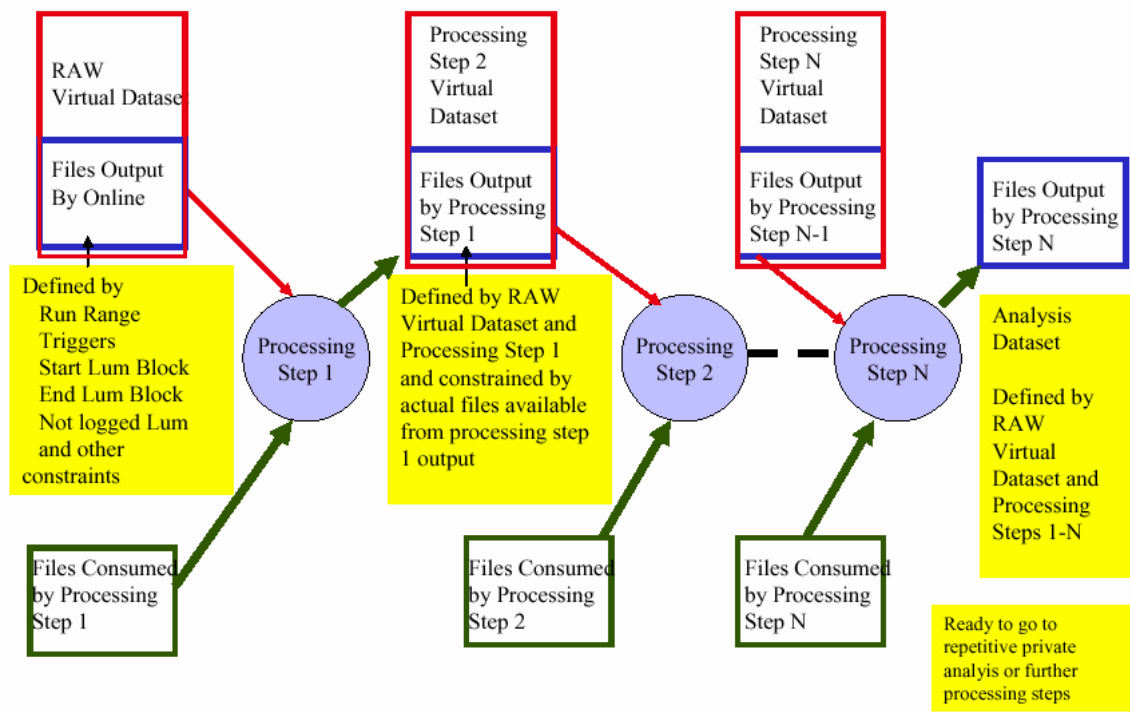 RAW
Virtual Dataset
Files Output
By Online
Defined by
Run Range
Triggers
Start Lum Block
End Lum Block
Not logged Lum
and other
constraints
Files Consumed
by Processing
Step 1
Processing
Step 1
Processing
Step 2
Virtual
Dataset
Files Output
by Processing
Step 1
Defined by RAW
Virtual Dataset and
Processing Step 1
and constrained by
actual files available
from processing step
1 output
Files Consumed
by Processing
Step 2
Processing
Step 2
Processing
Step N
Virtual
Dataset
Files Output
by Processing
Step N-1
Processing
Step N
Files Consumed
by Processing
Step N
Files Output
by Processing
Step N
Analysis
Dataset
Defined by
RAW
Virtual
Dataset and
Processing
Steps 1-N
Ready to go to
repetitive private
analyis or further
processing steps